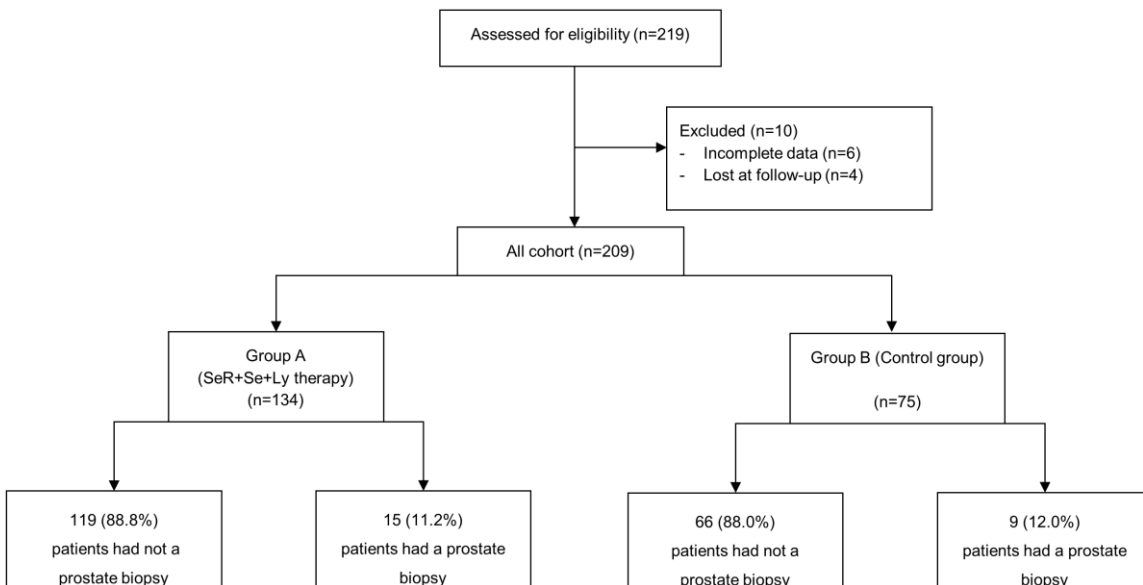 Assessed for eligibility (n=219)
Excluded (n=10)
- Incomplete data (n=6)
- Lost at follow-up (n=4)
All cohort (n=209)
Group A
(SeR+Se+Ly therapy)
(n=134)
Group B (Control group)
(n=75)
119 (88.8%)
patients had not a
prostate biopsy
15 (11.2%)
patients had a prostate
biopsy
66 (88.0%)
patients had not a
prostate biopsy
9 (12.0%)
patients had a prostate
biopsy